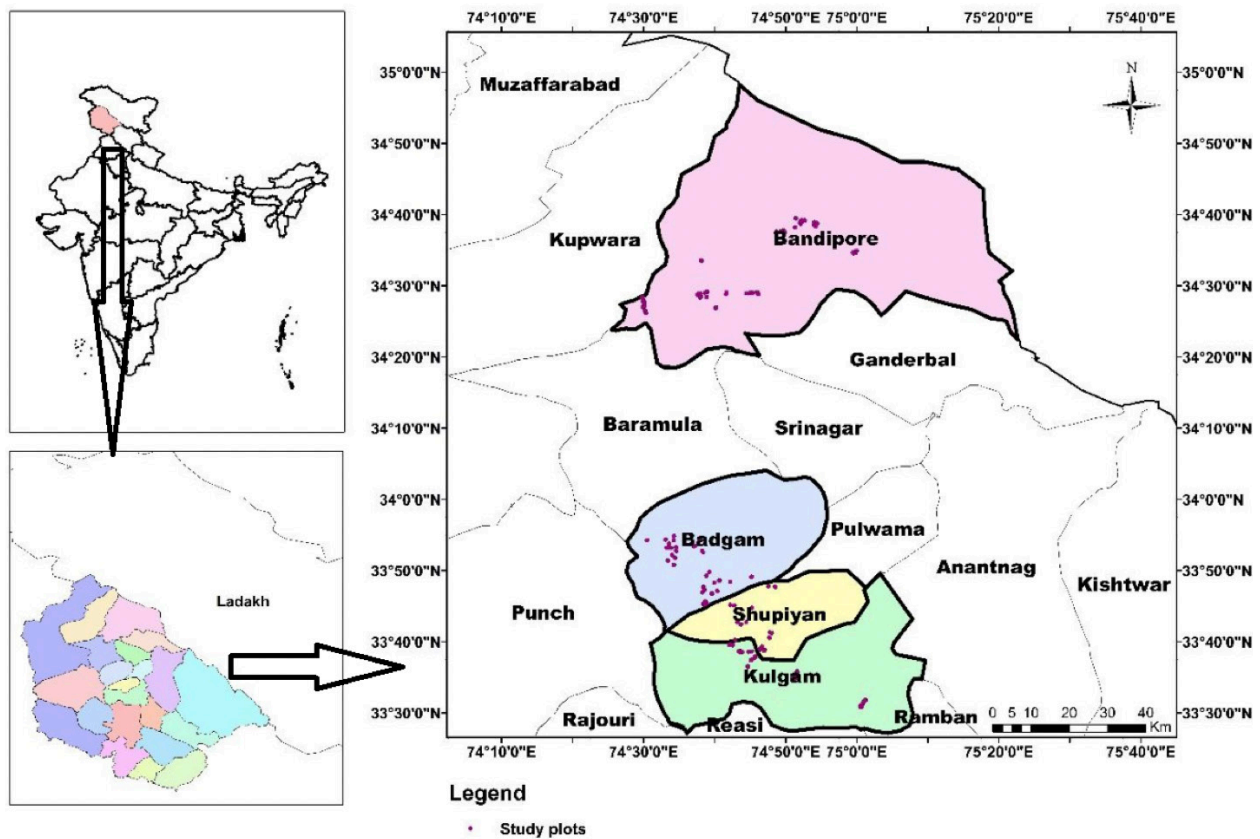 74°10'0"E 74°30'0"E 74°50'0"E 75°0'0"E 75°20'0"E 75°40'0"E
35°0'0"N
34°50'0"N
34°40'0"N
34°30'0"N
34°20'0"N
34°10'0"N
34°0'0"N
33°50'0"N
33°40'0"N
33°30'0"N
Ladakh
Muzaffarabad
N
Kupwara
Bandipore
Ganderbal
Baramula
Srinagar
Badgam
Pulwama
Anantnag
Kishtwar
Punch
Shupiyan
Kulgam
Rajouri
Reasi
Ramban
0 5 10 20 30 40
Km
35°0'0"N
34°50'0"N
34°40'0"N
34°30'0"N
34°20'0"N
34°10'0"N
34°0'0"N
33°50'0"N
33°40'0"N
33°30'0"N
74°10'0"E 74°30'0"E 74°50'0"E 75°0'0"E 75°20'0"E 75°40'0"E
Legend
Study plots